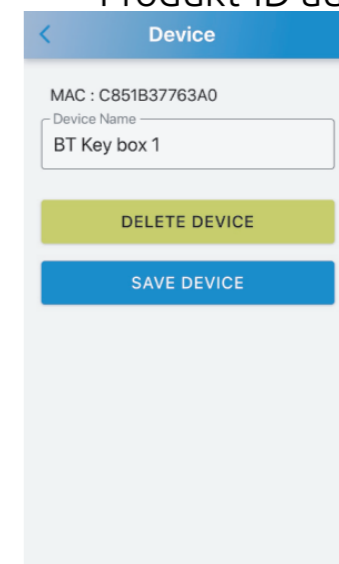 Device
MAC : C851B37763A0
Device Name
BT Key box 1
DELETE DEVICE
SAVE DEVICE